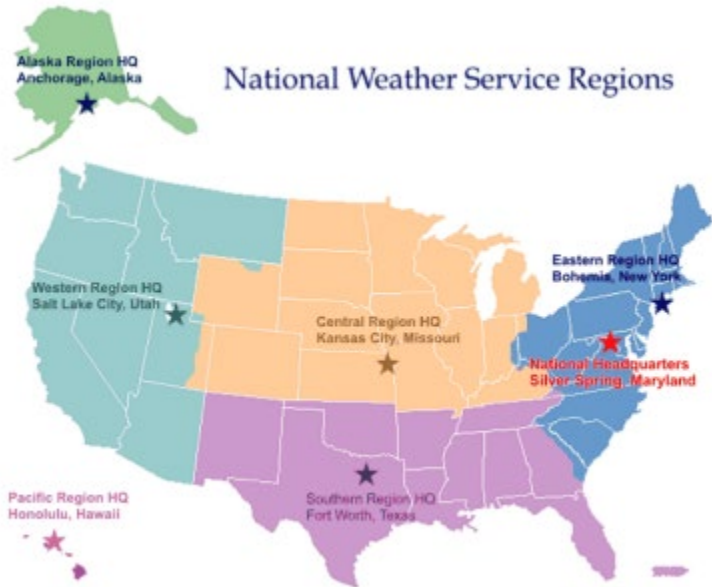 Alaska Region HQ
Anchorage, Alaska
National Weather Service Regions
Eastern Region HQ
Bohemia, New York
Western Region HQ
Salt Lake City, Utah
Central Region HQ
Kansas City, Missouri
National Headquarters
Silver Spring, Maryland
Pacific Region HQ
Honolulu, Hawaii
Southern Region HQ
Fort Worth, Texas